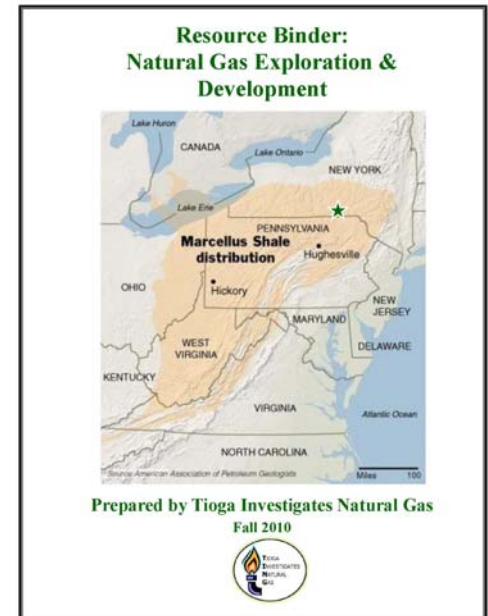 Resource Binder:
Natural Gas Exploration &
Development
Lake Huron
CANADA
Lake Ontario
NEW YORK
Lake Erie
PENNSYLVANIA
Marcellus Shale
distribution
Hughesville
Hickory
OHIO
NEW
JERSEY
MARYLAND
WEST
VIRGINIA
DELAWARE
KENTUCKY
VIRGINIA
Atlantic Ocean
NORTH CAROLINA
Source American Association of Petroleum Geologists
Miles 100
Prepared by Tioga Investigates Natural Gas
Fall 2010
TIOGA
INVESTIGATES
NATURAL
GAS